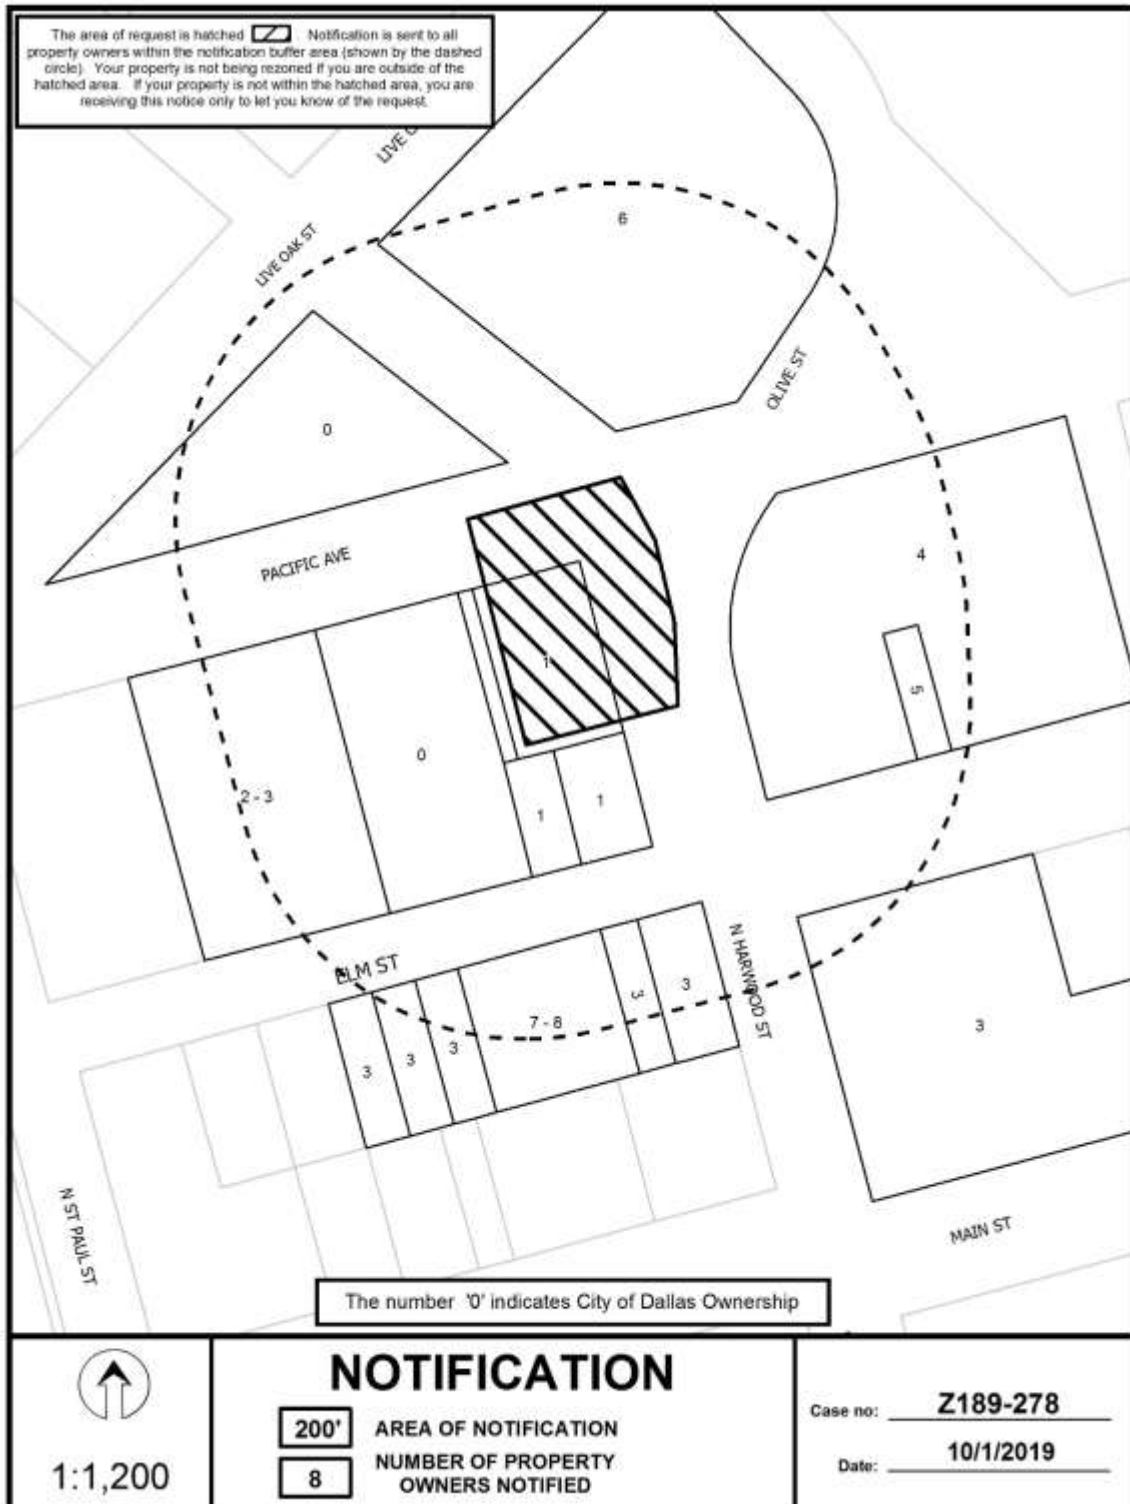 The area of request is hatched . Notification is sent to all
property owners within the notification buffer area (shown by the dashed
circle). Your property is not being rezoned if you are outside of the
hatched area. If your property is not within the hatched area, you are
receiving this notice only to let you know of the request.
LIVE O
6
LIVE OAK ST
OLIVE ST
0
PACIFIC AVE
4
1
5
0
2 - 3
1
1
ELM ST
N HARWOOD ST
3
3
7 - 8
3
3
3
3
N ST PAUL ST
MAIN ST
The number '0' indicates City of Dallas Ownership
1:1,200
NOTIFICATION
200' AREA OF NOTIFICATION
8 NUMBER OF PROPERTY
OWNERS NOTIFIED
Case no: Z189-278
Date: 10/1/2019